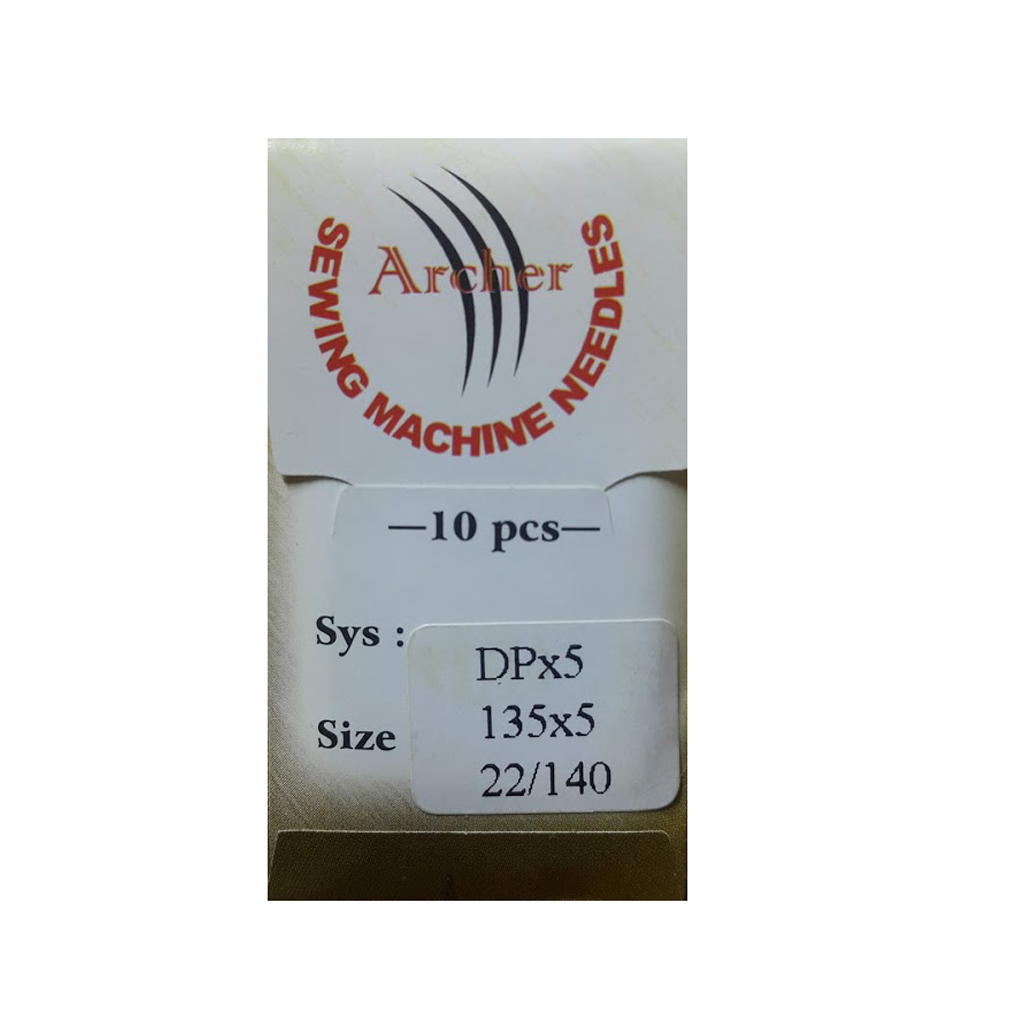 Archer
SEWING MACHINE NEEDLES
—10 pcs—
Sys :
DPx5
135x5
Size
22/140